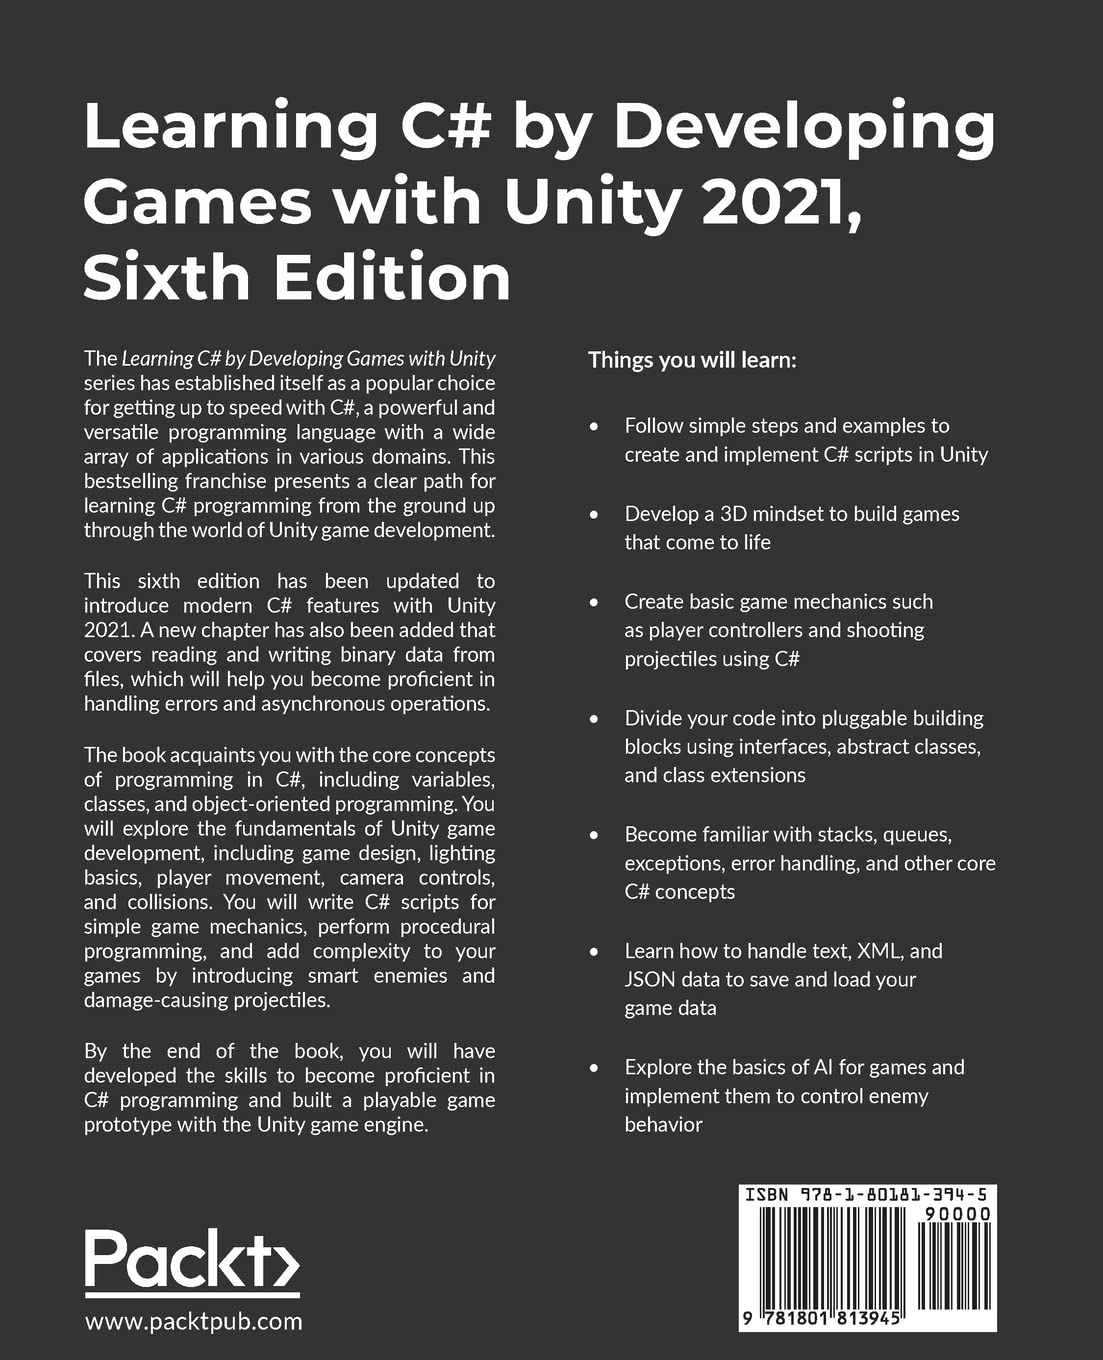 Learning C# by Developing
Games with Unity 2021,
Sixth Edition
The Learning C# by Developing Games with Unity
series has established itself as a popular choice
for getting up to speed with C#, a powerful and
versatile programming language with a wide
array of applications in various domains. This
bestselling franchise presents a clear path for
learning C# programming from the ground up
through the world of Unity game development.
This sixth edition has been updated to
introduce modern C# features with Unity
2021. A new chapter has also been added that
covers reading and writing binary data from
files, which will help you become proficient in
handling errors and asynchronous operations.
The book acquaints you with the core concepts
of programming in C#, including variables,
classes, and object-oriented programming. You
will explore the fundamentals of Unity game
development, including game design, lighting
basics, player movement, camera controls,
and collisions. You will write C# scripts for
simple game mechanics, perform procedural
programming, and add complexity to your
games by introducing smart enemies and
damage-causing projectiles.
By the end of the book, you will have
developed the skills to become proficient in
C# programming and built a playable game
prototype with the Unity game engine.
Things you will learn:
• Follow simple steps and examples to
create and implement C# scripts in Unity
• Develop a 3D mindset to build games
that come to life
• Create basic game mechanics such
as player controllers and shooting
projectiles using C#
• Divide your code into pluggable building
blocks using interfaces, abstract classes,
and class extensions
• Become familiar with stacks, queues,
exceptions, error handling, and other core
C# concepts
• Learn how to handle text, XML, and
JSON data to save and load your
game data
• Explore the basics of AI for games and
implement them to control enemy
behavior
Packt>
www.packtpub.com
ISBN 978-1-80181-394-5
90000
9 781801 813945